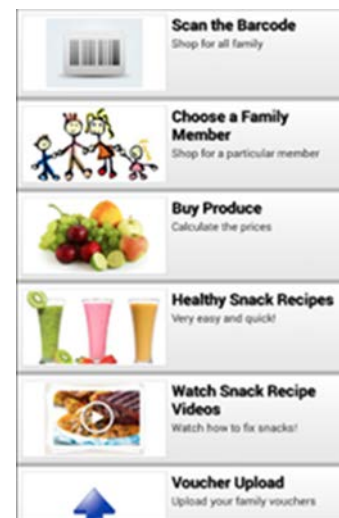 Scan the Barcode
Shop for all family
Choose a Family
Member
Shop for a particular member
Buy Produce
Calculate the prices
Healthy Snack Recipes
Very easy and quick!
Watch Snack Recipe
Videos
Watch how to fix snacks!
Voucher Upload
Upload your family vouchers